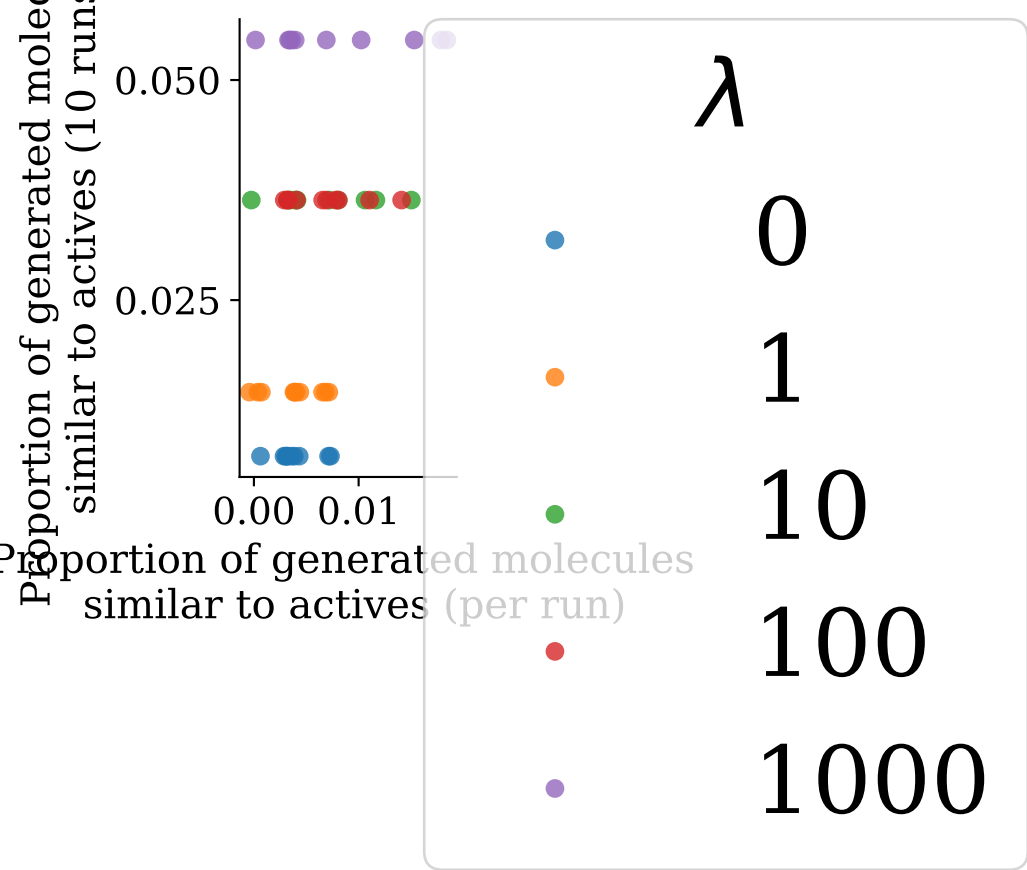 Proportion of generated molec
similar to actives (10 runs
0.050
0.025
0.00 0.01
Proportion of generated molecules
similar to actives (per run)
λ
0
1
10
100
1000